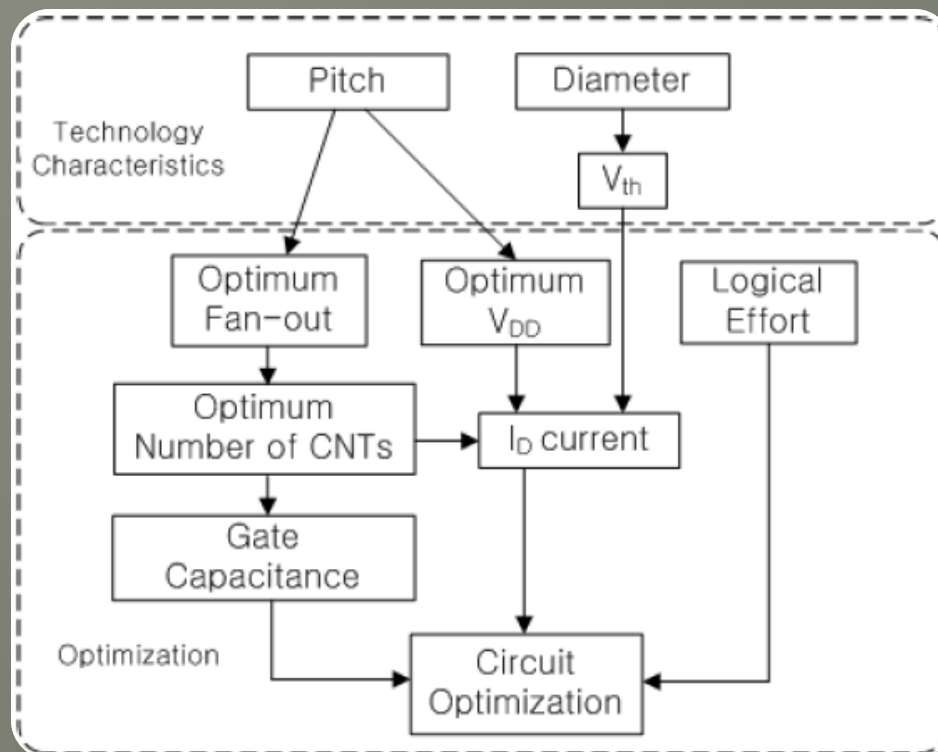 Pitch
Diameter
Technology
Characteristics
Vth
Optimum
Fan-out
Optimum
VDD
Logical
Effort
Optimum
Number of CNTs
ID current
Gate
Capacitance
Optimization
Circuit
Optimization